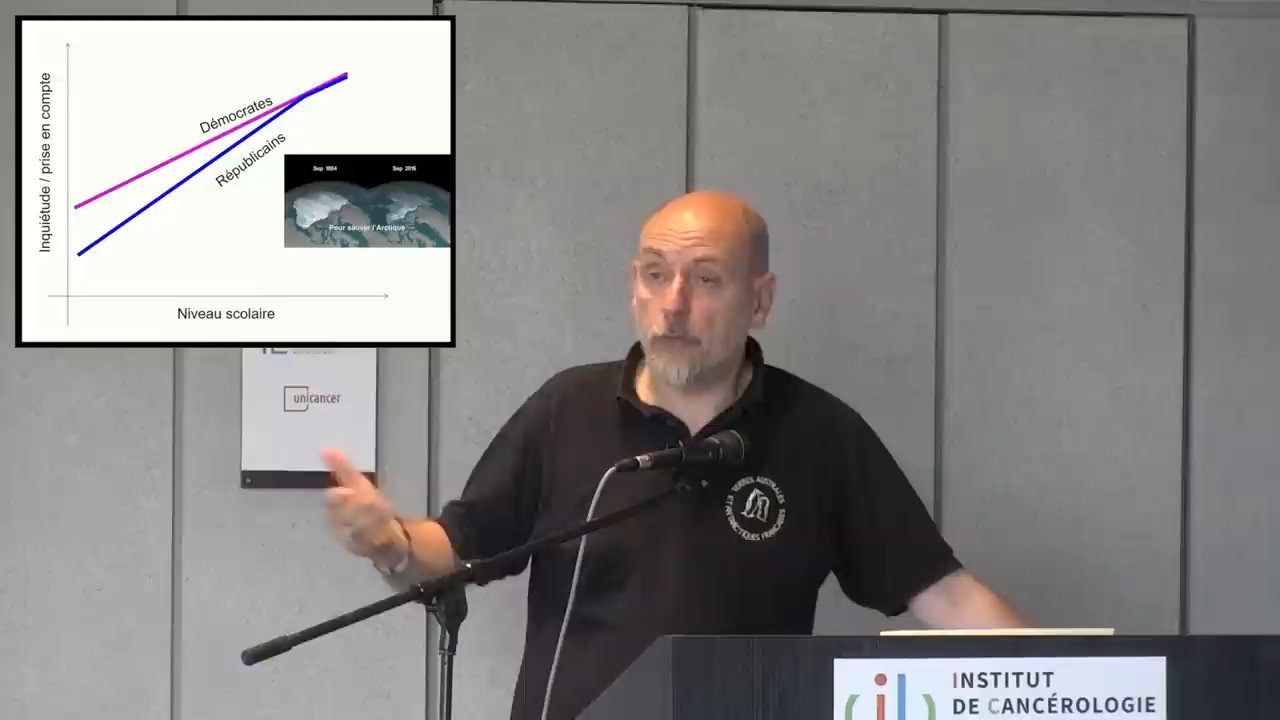 Inquiétude / prise en compte
Démocrates
Républicains
Sep 1984
Sep 2016
Pour sauver l'Arctique
Niveau scolaire
unicancer
TERRES AUSTRALES
ET ANTARCTIQUES FRANÇAISES
INSTITUT
DE CANCÉROLOGIE